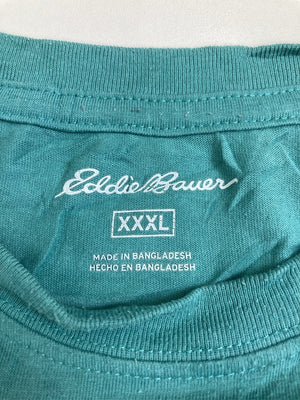 Eddie Bauer
XXXL
MADE IN BANGLADESH
HECHO EN BANGLADESH